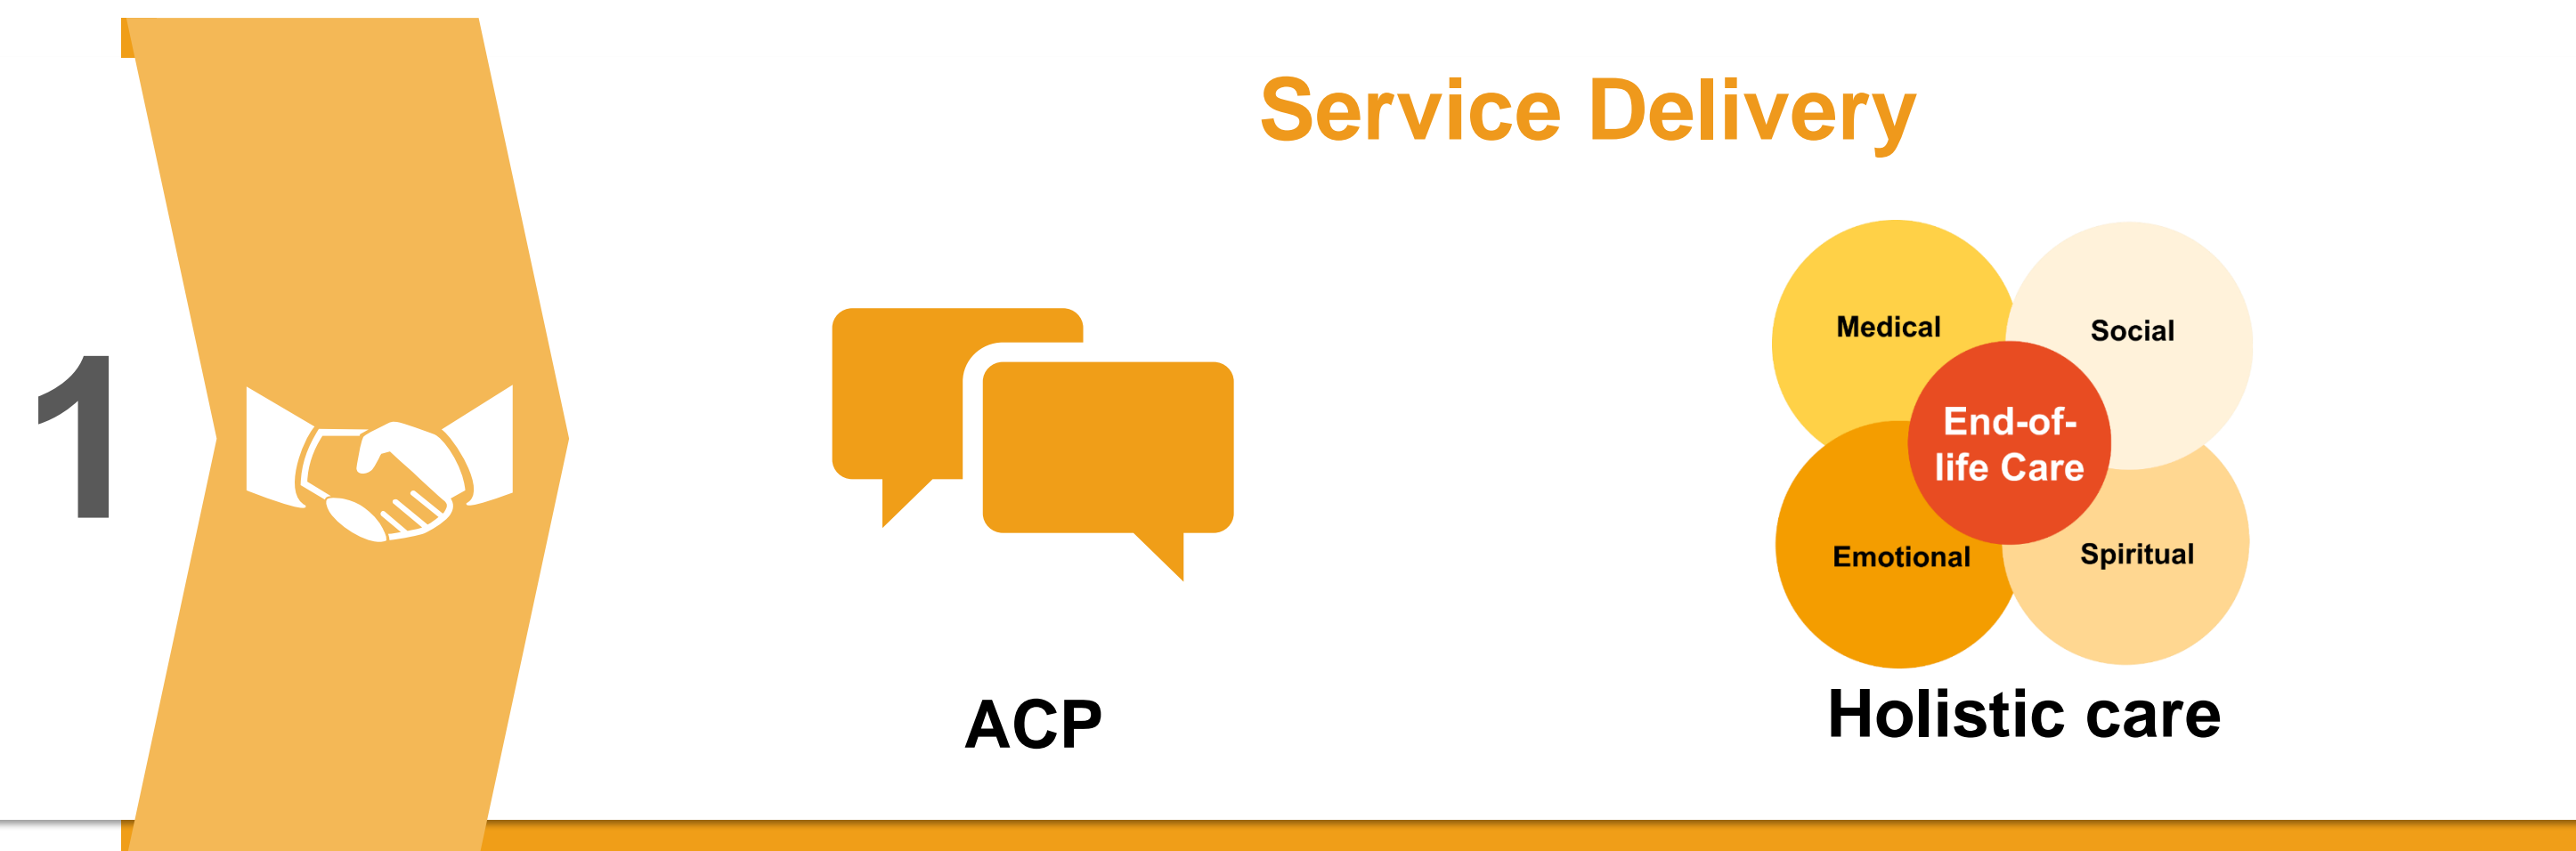 1
Service Delivery
ACP
Medical
Social
End-of-
life Care
Emotional
Spiritual
Holistic care